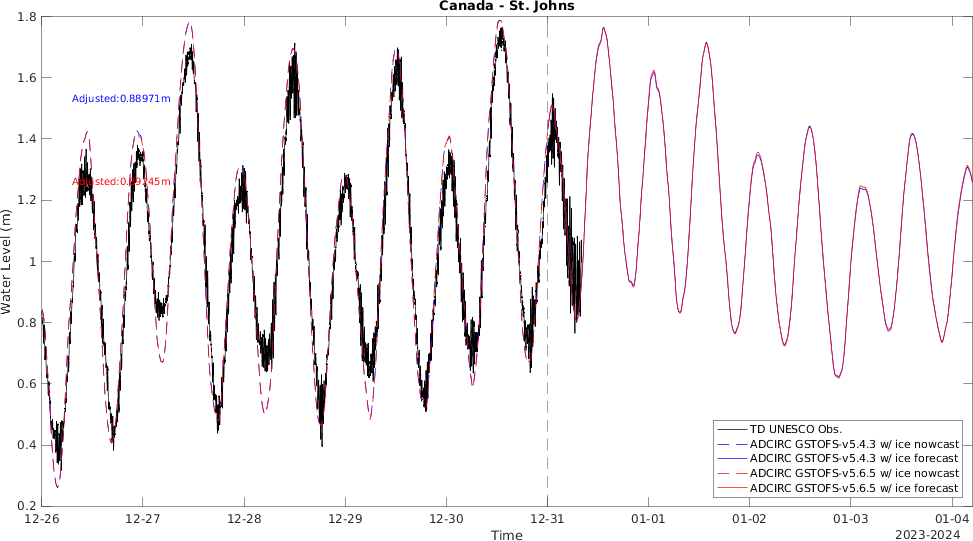 Canada - St. Johns
1.8
1.6
1.4
1.2
1
0.8
0.6
0.4
0.2
Water Level (m)
Adjusted:0.88971m
TD UNESCO Obs.
ADCIRC GSTOFS-v5.4.3 w/ ice nowcast
ADCIRC GSTOFS-v5.4.3 w/ ice forecast
ADCIRC GSTOFS-v5.6.5 w/ ice nowcast
ADCIRC GSTOFS-v5.6.5 w/ ice forecast
12-26 12-27 12-28 12-29 12-30 12-31 01-01 01-02 01-03 01-04
Time
2023-2024